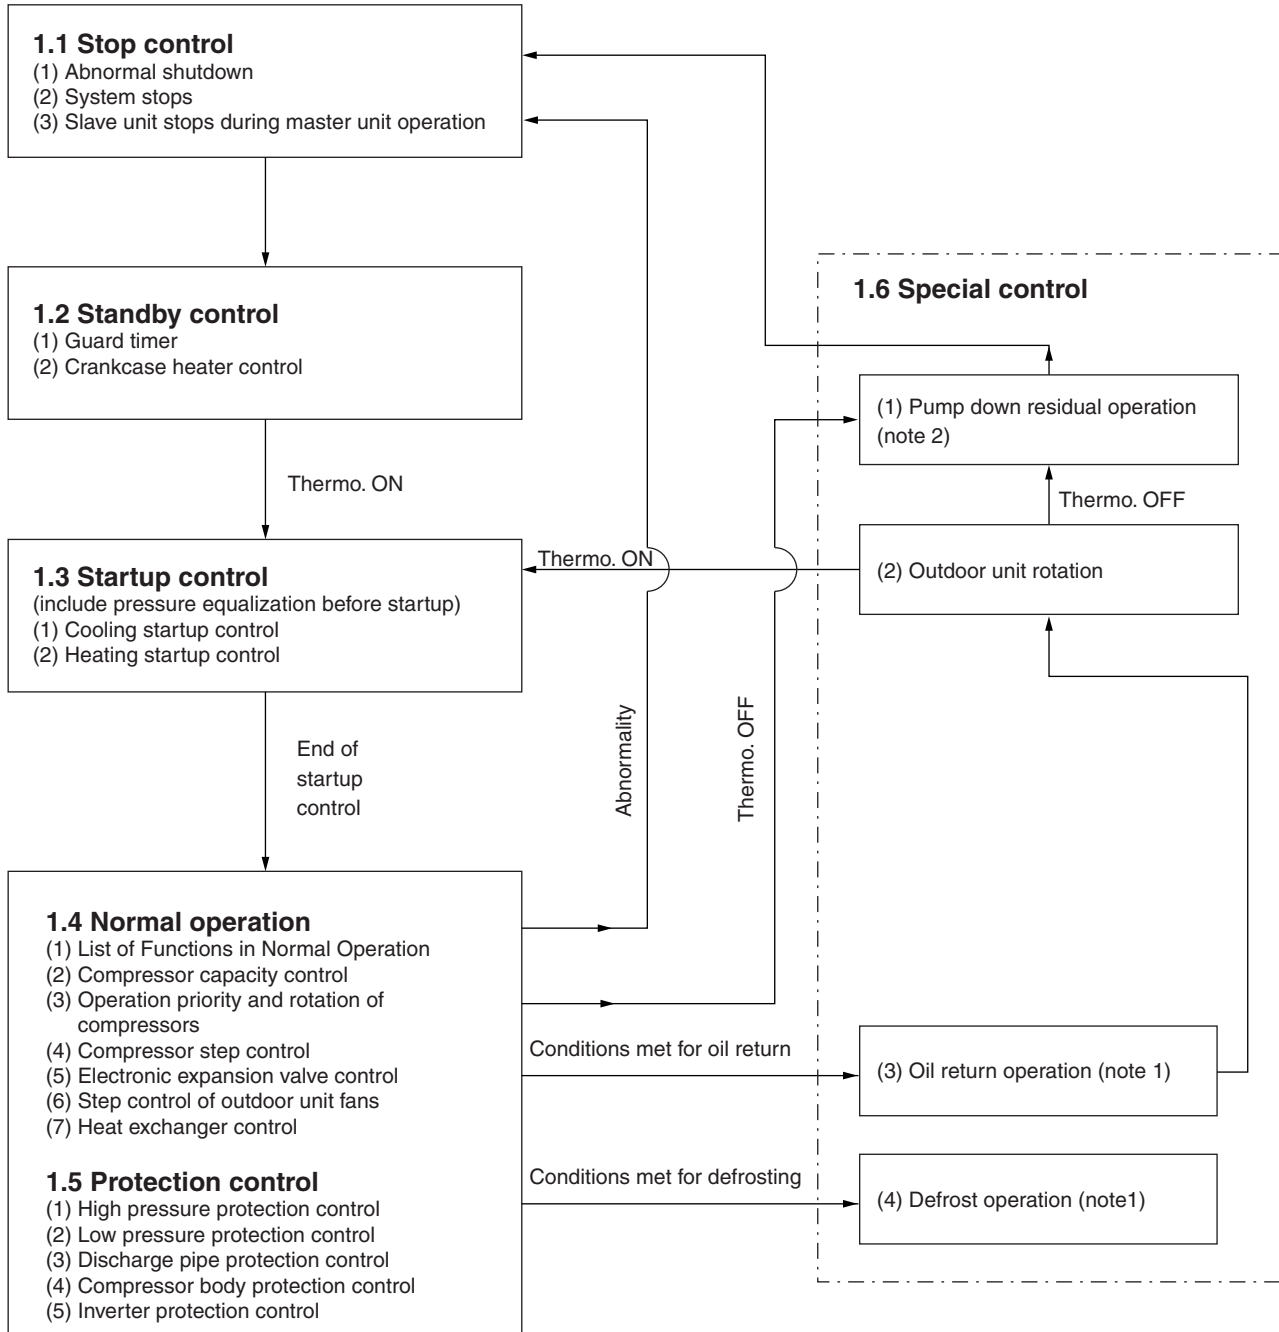 1.1 Stop control
(1) Abnormal shutdown
(2) System stops
(3) Slave unit stops during master unit operation
1.2 Standby control
(1) Guard timer
(2) Crankcase heater control
Thermo. ON
1.3 Startup control
(include pressure equalization before startup)
(1) Cooling startup control
(2) Heating startup control
End of
startup
control
1.4 Normal operation
(1) List of Functions in Normal Operation
(2) Compressor capacity control
(3) Operation priority and rotation of
compressors
(4) Compressor step control
(5) Electronic expansion valve control
(6) Step control of outdoor unit fans
(7) Heat exchanger control
1.5 Protection control
(1) High pressure protection control
(2) Low pressure protection control
(3) Discharge pipe protection control
(4) Compressor body protection control
(5) Inverter protection control
Abnormality
Thermo. OFF
Thermo. ON
Conditions met for oil return
Conditions met for defrosting
1.6 Special control
(1) Pump down residual operation
(note 2)
Thermo. OFF
(2) Outdoor unit rotation
(3) Oil return operation (note 1)
(4) Defrost operation (note1)